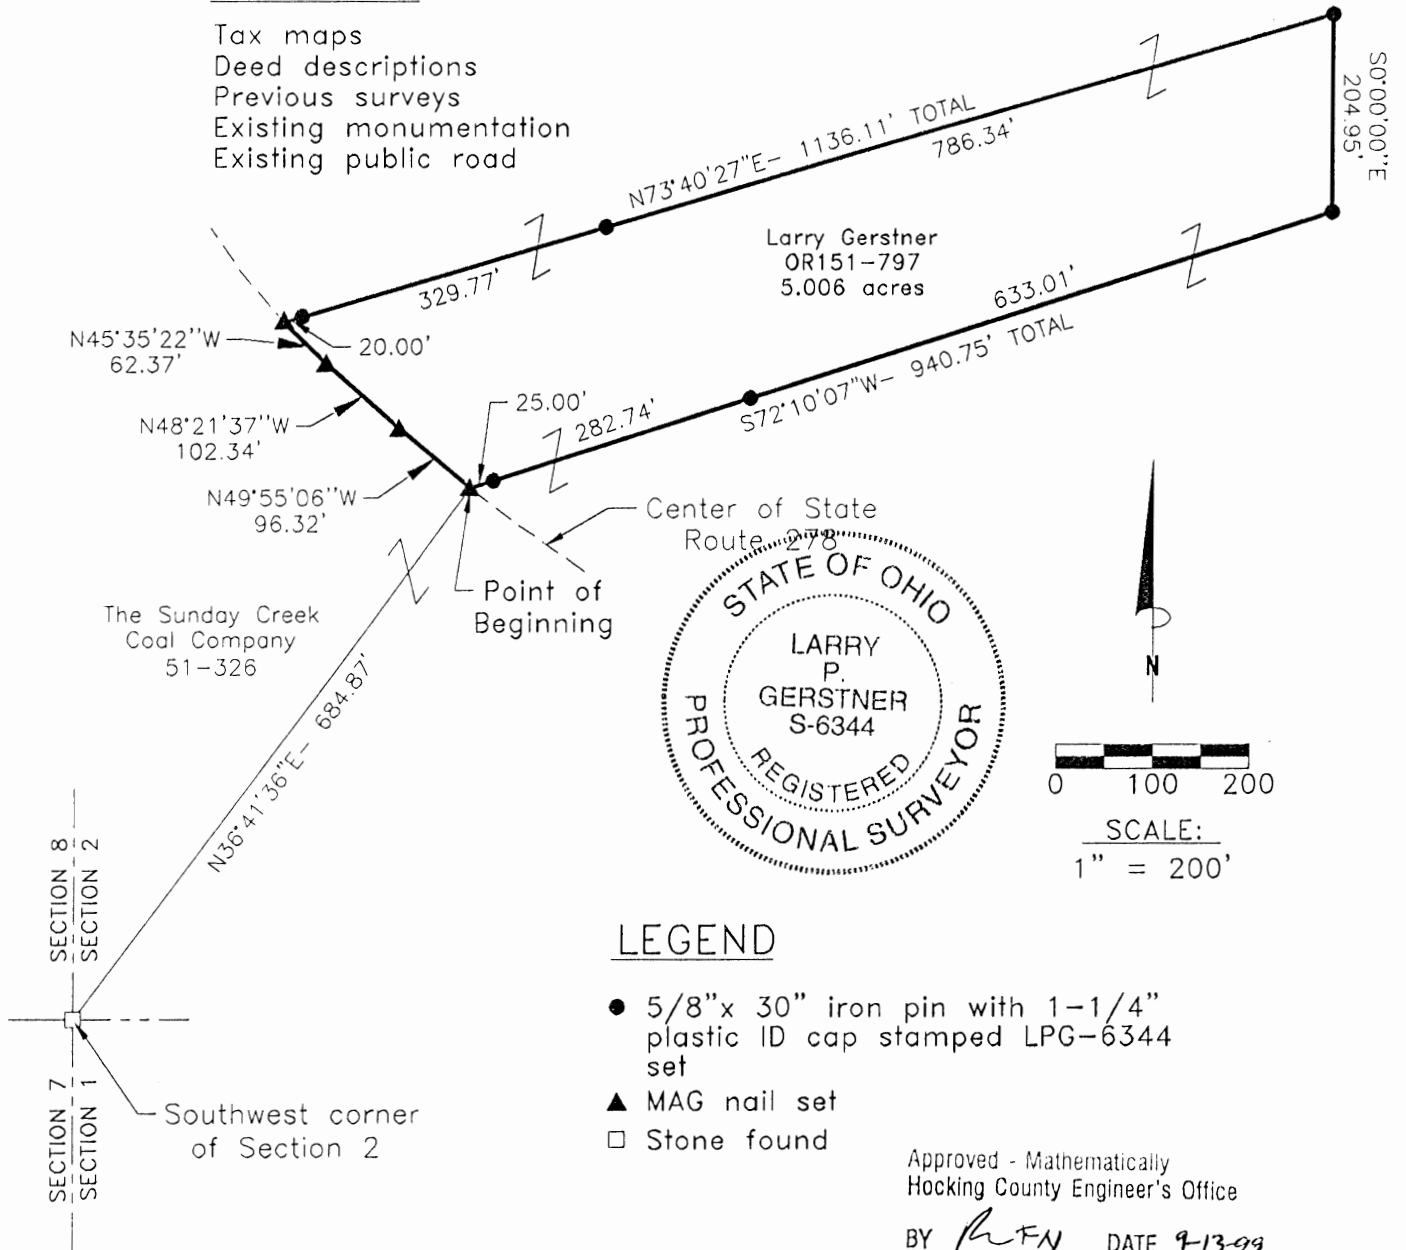 Tax maps
Deed descriptions
Previous surveys
Existing monumentation
Existing public road
N73°40'27"E- 1136.11' TOTAL
786.34'
S0°00'00"E
204.95'
329.77'
Larry Gerstner
OR151-797
5.006 acres
633.01'
S72°10'07"W- 940.75' TOTAL
282.74'
N45°35'22"W
62.37'
20.00'
25.00'
N48°21'37"W
102.34'
N49°55'06"W
96.32'
Center of State
Route 278
Point of
Beginning
The Sunday Creek
Coal Company
51-326
N36°41'36"E- 684.87'
STATE OF OHIO
LARRY
P.
GERSTNER
S-6344
REGISTERED
PROFESSIONAL SURVEYOR
N
0 100 200
SCALE:
1" = 200'
SECTION 8
SECTION 2
SECTION 7
SECTION 1
Southwest corner
of Section 2
LEGEND
5/8"x 30" iron pin with 1-1/4"
plastic ID cap stamped LPG-6344
set
MAG nail set
Stone found
Approved - Mathematically
Hocking County Engineer's Office
BY DATE 9-13-99